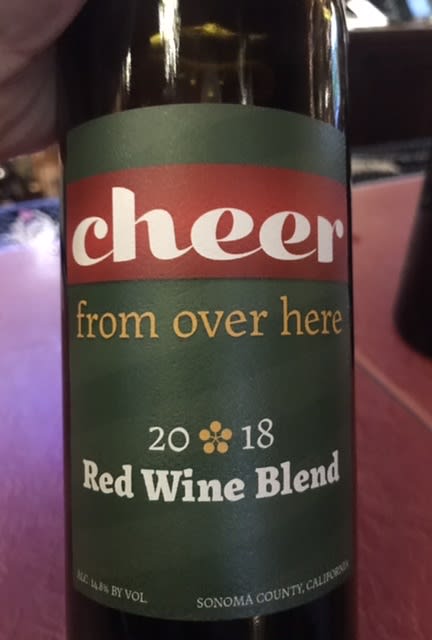 cheer
from over here
20 18
Red Wine Blend
ALC. 14.8% BY VOL.
SONOMA COUNTY, CALIFORNIA